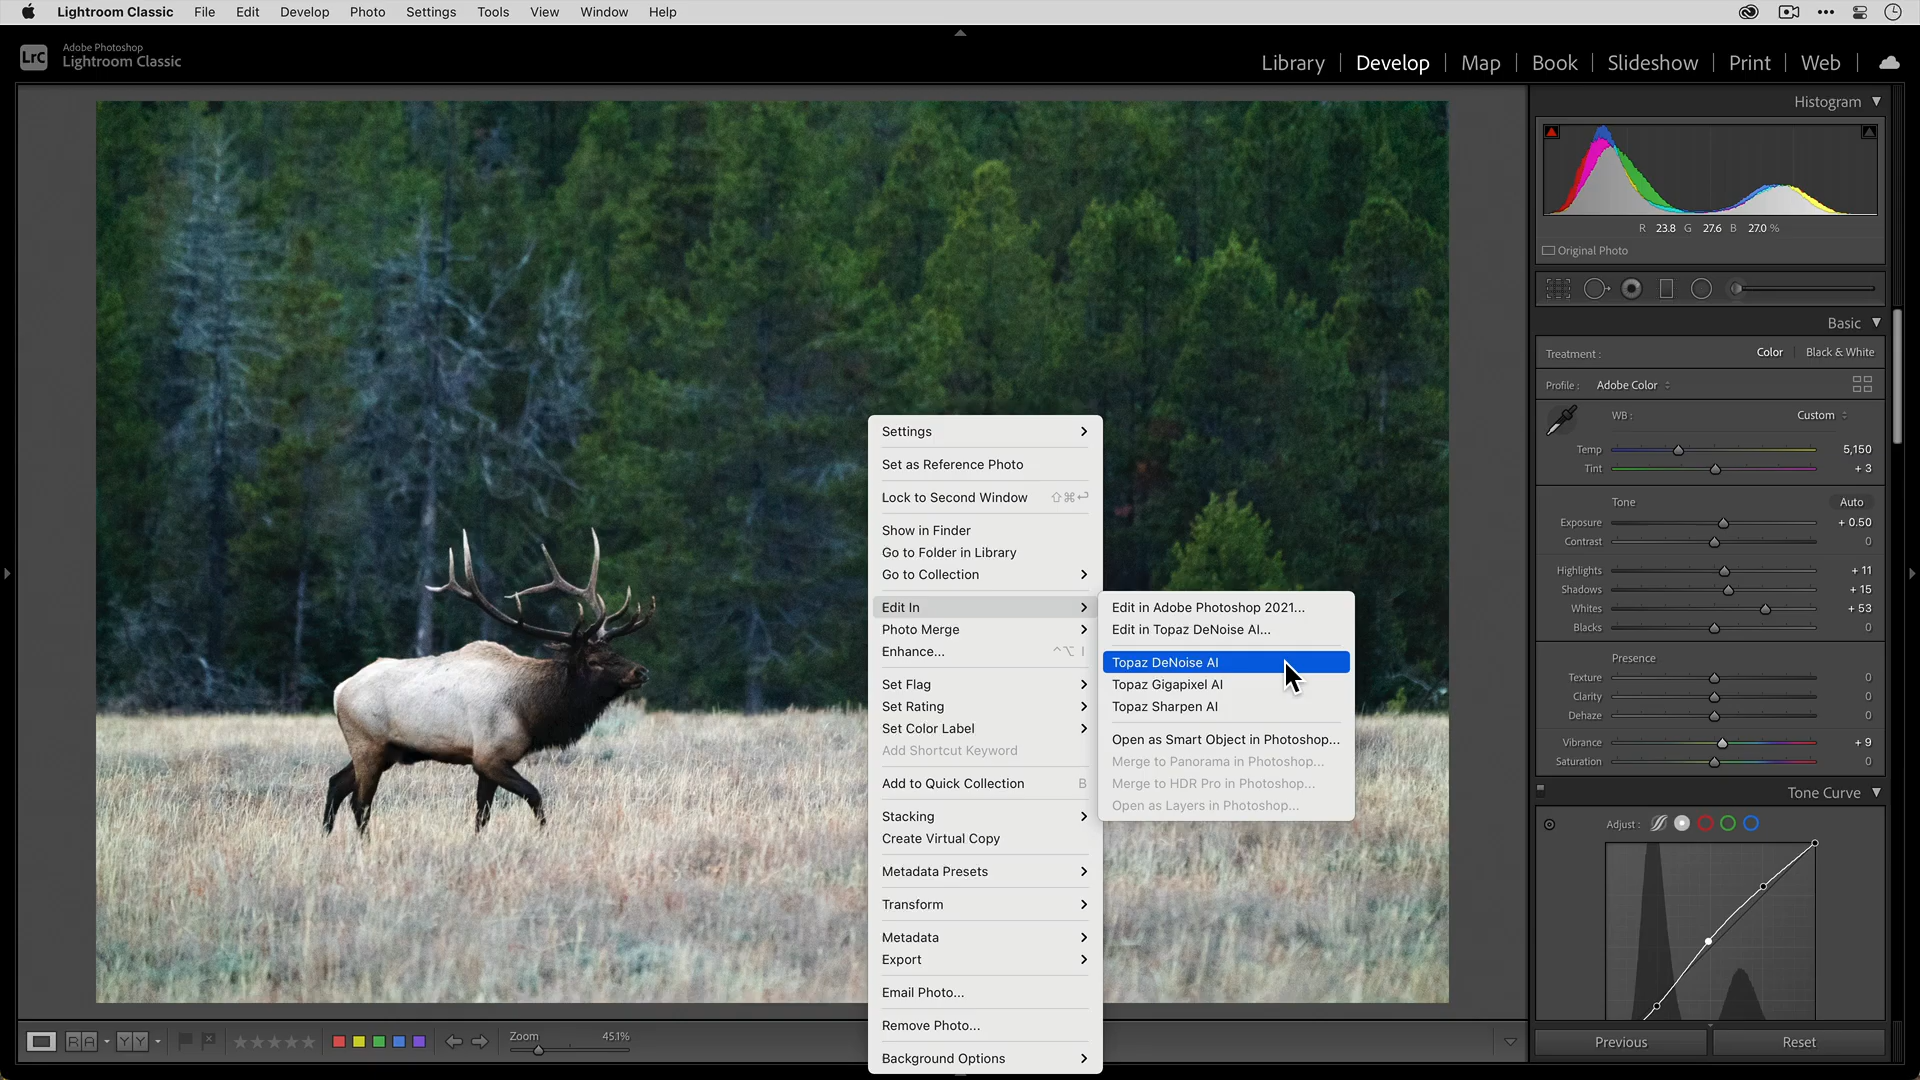 Lightroom Classic File Edit Develop Photo Settings Tools View Window Help
LrC
Adobe Photoshop
Lightroom Classic
Library | Develop | Map | Book | Slideshow | Print | Web |
Histogram
R 23.8 G 27.6 B 27.0 %
Original Photo
Basic
Treatment : Color | Black & White
Profile : Adobe Color
WB : Custom
Temp 5,150
Tint + 3
Tone Auto
Exposure + 0.50
Contrast 0
Highlights + 11
Shadows + 15
Whites + 53
Blacks 0
Presence
Texture 0
Clarity 0
Dehaze 0
Vibrance + 9
Saturation 0
Tone Curve
Adjust :
Previous Reset
Settings
Set as Reference Photo
Lock to Second Window ⇧⌘↩
Show in Finder
Go to Folder in Library
Go to Collection
Edit In
Photo Merge
Enhance... ^⌥ I
Set Flag
Set Rating
Set Color Label
Add Shortcut Keyword
Add to Quick Collection B
Stacking
Create Virtual Copy
Metadata Presets
Transform
Metadata
Export
Email Photo...
Remove Photo...
Background Options
Edit in Adobe Photoshop 2021...
Edit in Topaz DeNoise AI...
Topaz DeNoise AI
Topaz Gigapixel AI
Topaz Sharpen AI
Open as Smart Object in Photoshop...
Merge to Panorama in Photoshop...
Merge to HDR Pro in Photoshop...
Open as Layers in Photoshop...
R A Y Y Zoom 45.1%